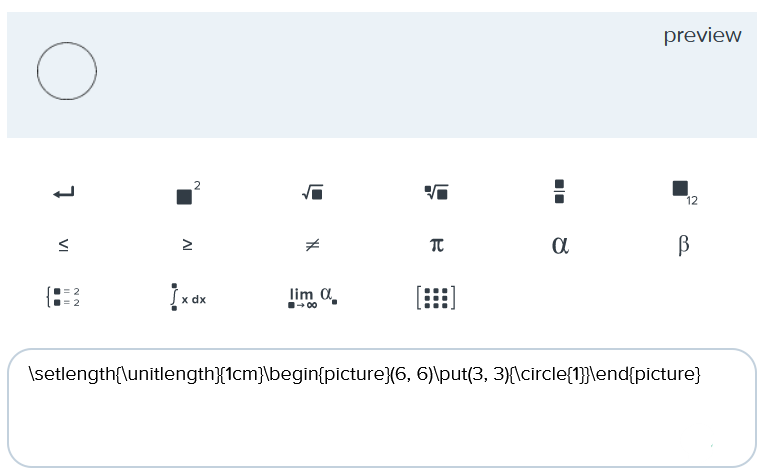 preview
■²
√■
■√■
■/■
■₁₂
≤ ≥ ≠ π α β
{■ = 2
■ = 2
∫ x dx
lim α■
■→∞
[ ]
\setlength{\unitlength}{1cm}\begin{picture}(6, 6)\put(3, 3){\circle{1}}\end{picture}